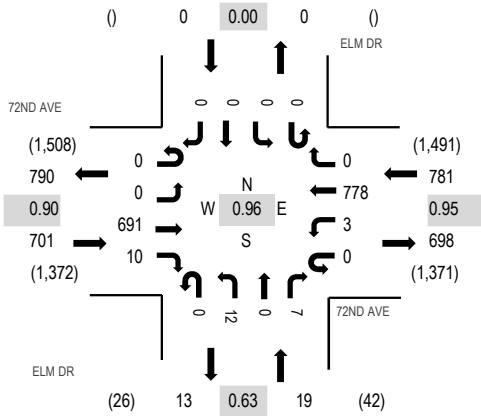 () 0 0.00 0 ()
ELM DR
72ND AVE
0 0 0 0
(1,508) (1,491)
0 0
790 781
N
0 778
0.90 W 0.96 E 0.95
691 3
701 698
S
10 0
(1,372) (1,371)
0 12 0 7
72ND AVE
ELM DR
(26) 13 0.63 19 (42)